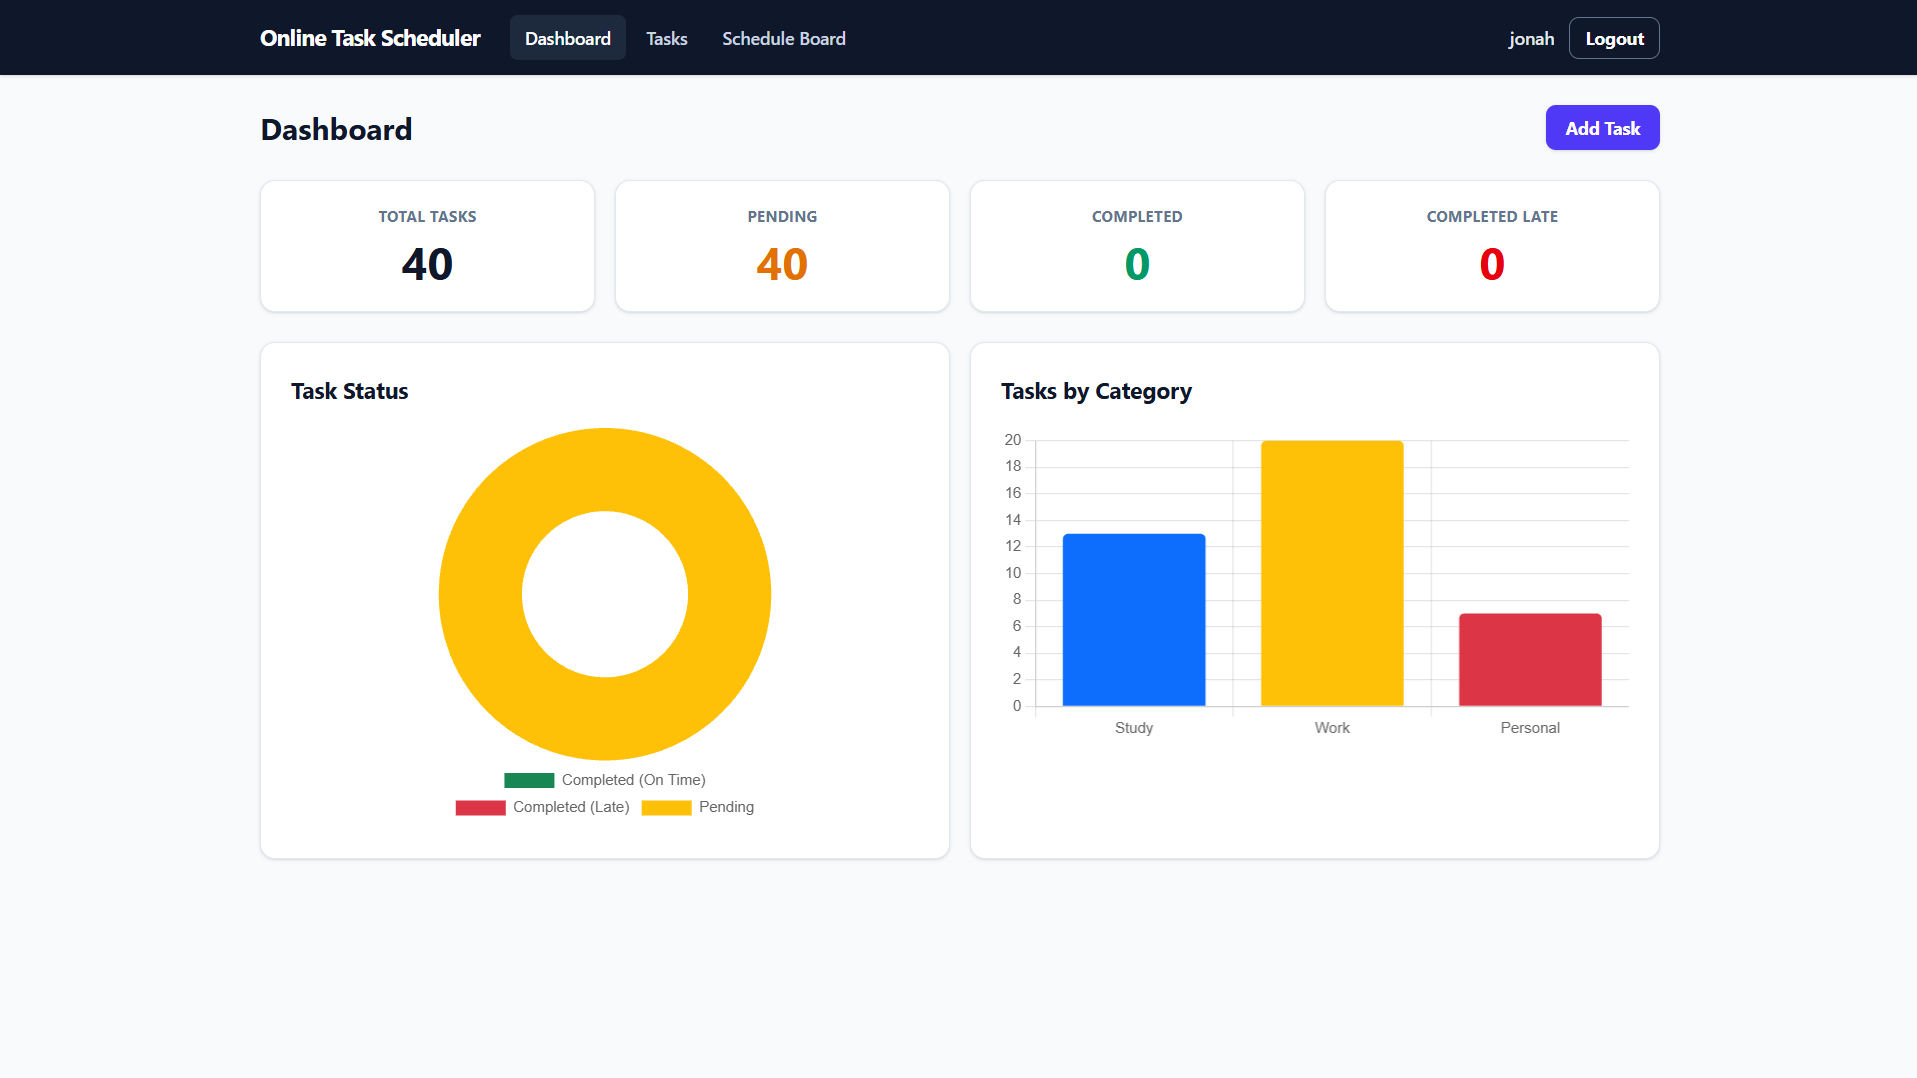 Online Task Scheduler Dashboard Tasks Schedule Board jonah Logout
Dashboard Add Task
TOTAL TASKS
40
PENDING
40
COMPLETED
0
COMPLETED LATE
0
Task Status
Completed (On Time)
Completed (Late) Pending
Tasks by Category
20
18
16
14
12
10
8
6
4
2
0
Study Work Personal